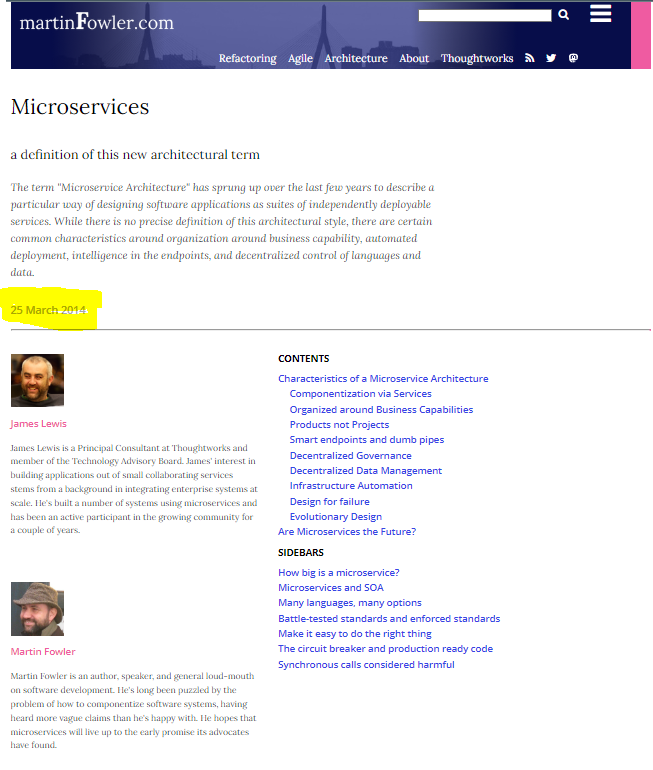 martinFowler.com
Refactoring Agile Architecture About Thoughtworks
Microservices
a definition of this new architectural term
The term "Microservice Architecture" has sprung up over the last few years to describe a
particular way of designing software applications as suites of independently deployable
services. While there is no precise definition of this architectural style, there are certain
common characteristics around organization around business capability, automated
deployment, intelligence in the endpoints, and decentralized control of languages and
data.
25 March 2014
James Lewis
James Lewis is a Principal Consultant at Thoughtworks and
member of the Technology Advisory Board. James' interest in
building applications out of small collaborating services
stems from a background in integrating enterprise systems at
scale. He's built a number of systems using microservices and
has been an active participant in the growing community for
a couple of years.
Martin Fowler
Martin Fowler is an author, speaker, and general loud-mouth
on software development. He's long been puzzled by the
problem of how to componentize software systems, having
heard more vague claims than he's happy with. He hopes that
microservices will live up to the early promise its advocates
have found.
CONTENTS
Characteristics of a Microservice Architecture
Componentization via Services
Organized around Business Capabilities
Products not Projects
Smart endpoints and dumb pipes
Decentralized Governance
Decentralized Data Management
Infrastructure Automation
Design for failure
Evolutionary Design
Are Microservices the Future?
SIDEBARS
How big is a microservice?
Microservices and SOA
Many languages, many options
Battle-tested standards and enforced standards
Make it easy to do the right thing
The circuit breaker and production ready code
Synchronous calls considered harmful